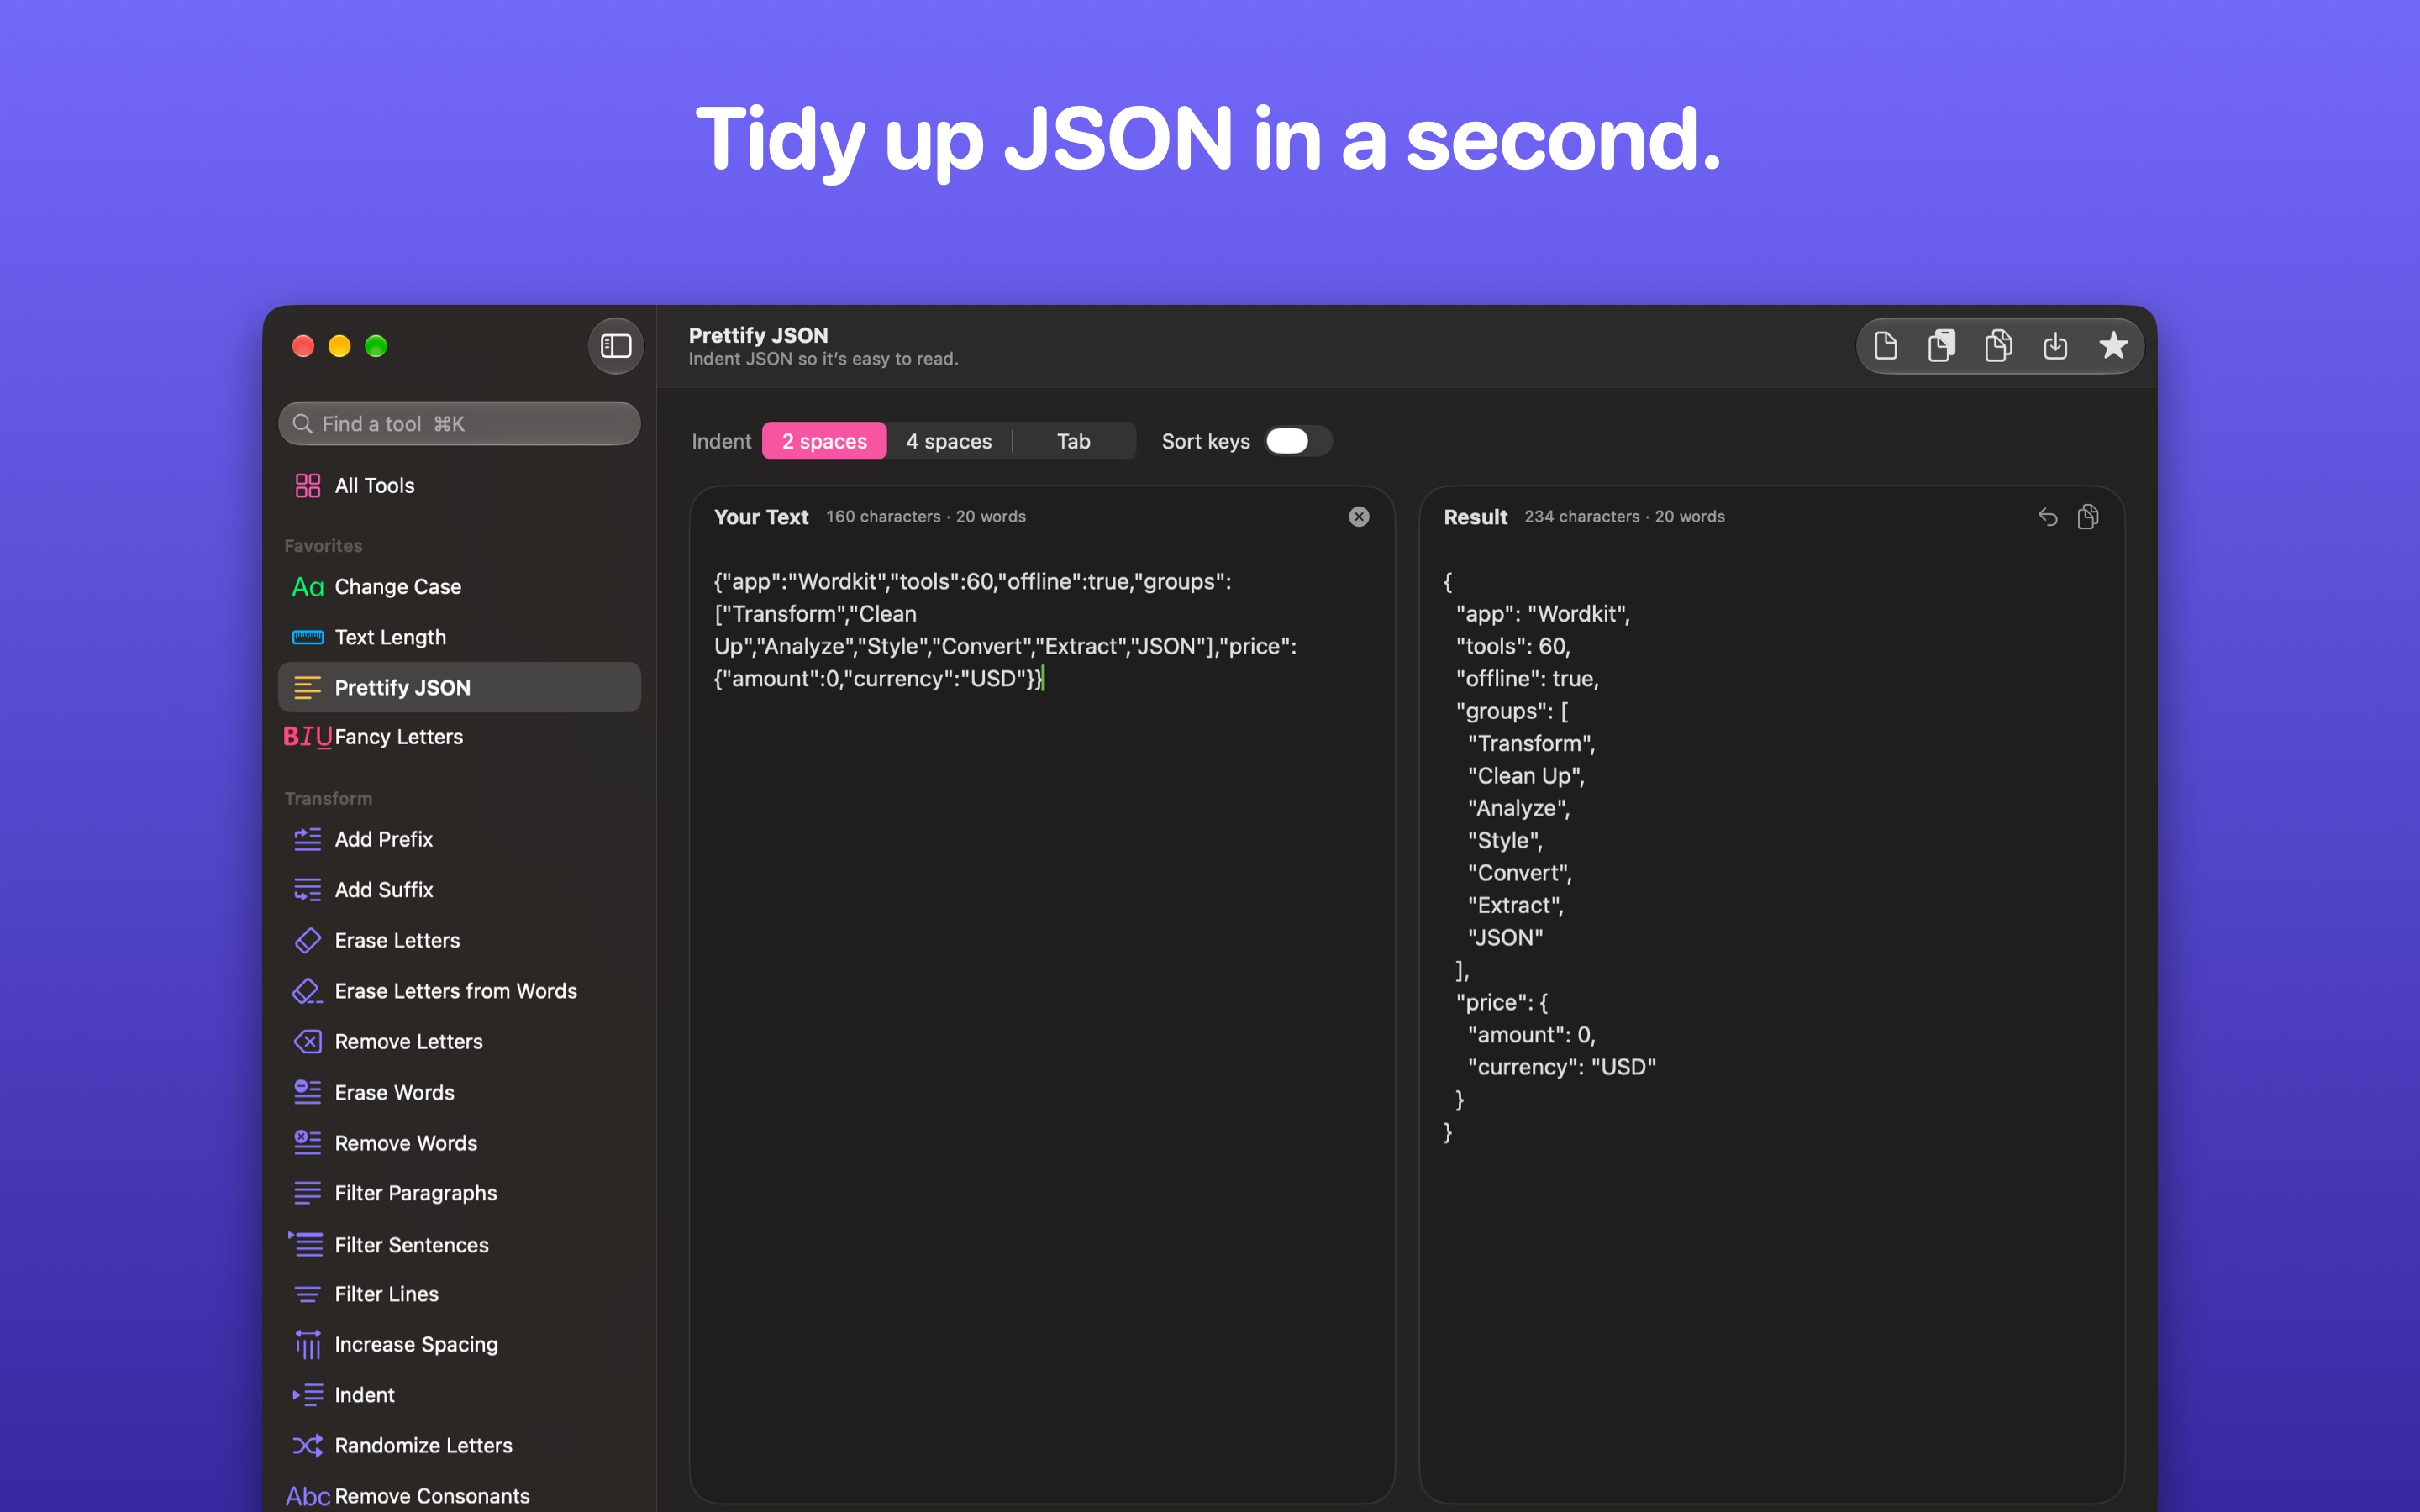 Tidy up JSON in a second.
Find a tool ⌘K
All Tools
Favorites
Aa Change Case
Text Length
Prettify JSON
BIU Fancy Letters
Transform
Add Prefix
Add Suffix
Erase Letters
Erase Letters from Words
Remove Letters
Erase Words
Remove Words
Filter Paragraphs
Filter Sentences
Filter Lines
Increase Spacing
Indent
Randomize Letters
Abc Remove Consonants
Prettify JSON
Indent JSON so it’s easy to read.
Indent 2 spaces 4 spaces Tab Sort keys
Your Text 160 characters · 20 words
{"app":"Wordkit","tools":60,"offline":true,"groups":
["Transform","Clean
Up","Analyze","Style","Convert","Extract","JSON"],"price":
{"amount":0,"currency":"USD"}}
Result 234 characters · 20 words
{
  "app": "Wordkit",
  "tools": 60,
  "offline": true,
  "groups": [
    "Transform",
    "Clean Up",
    "Analyze",
    "Style",
    "Convert",
    "Extract",
    "JSON"
  ],
  "price": {
    "amount": 0,
    "currency": "USD"
  }
}